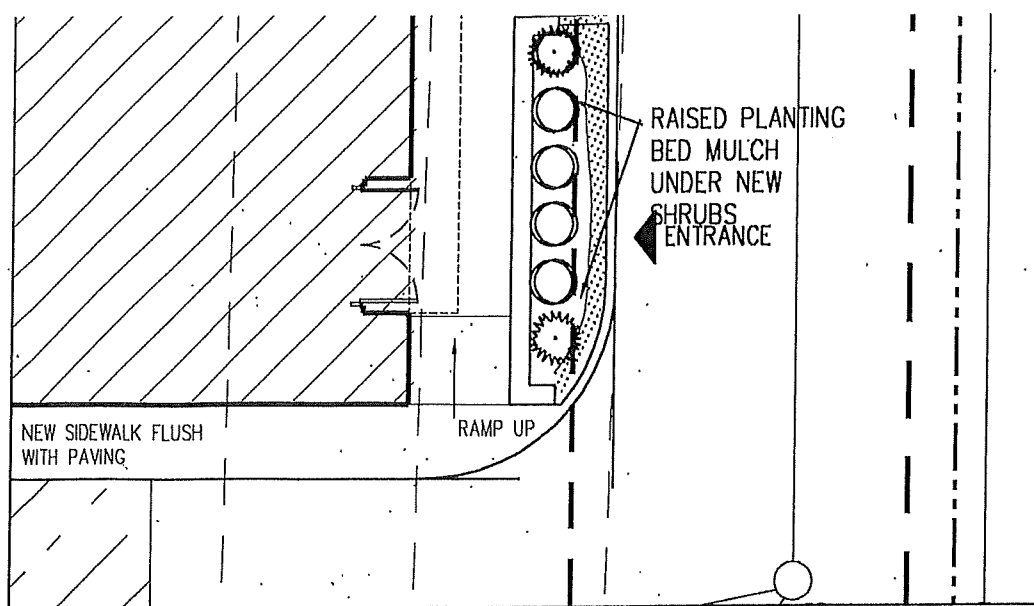 RAISED PLANTING
BED MULCH
UNDER NEW
SHRUBS
ENTRANCE
RAMP UP
NEW SIDEWALK FLUSH
WITH PAVING